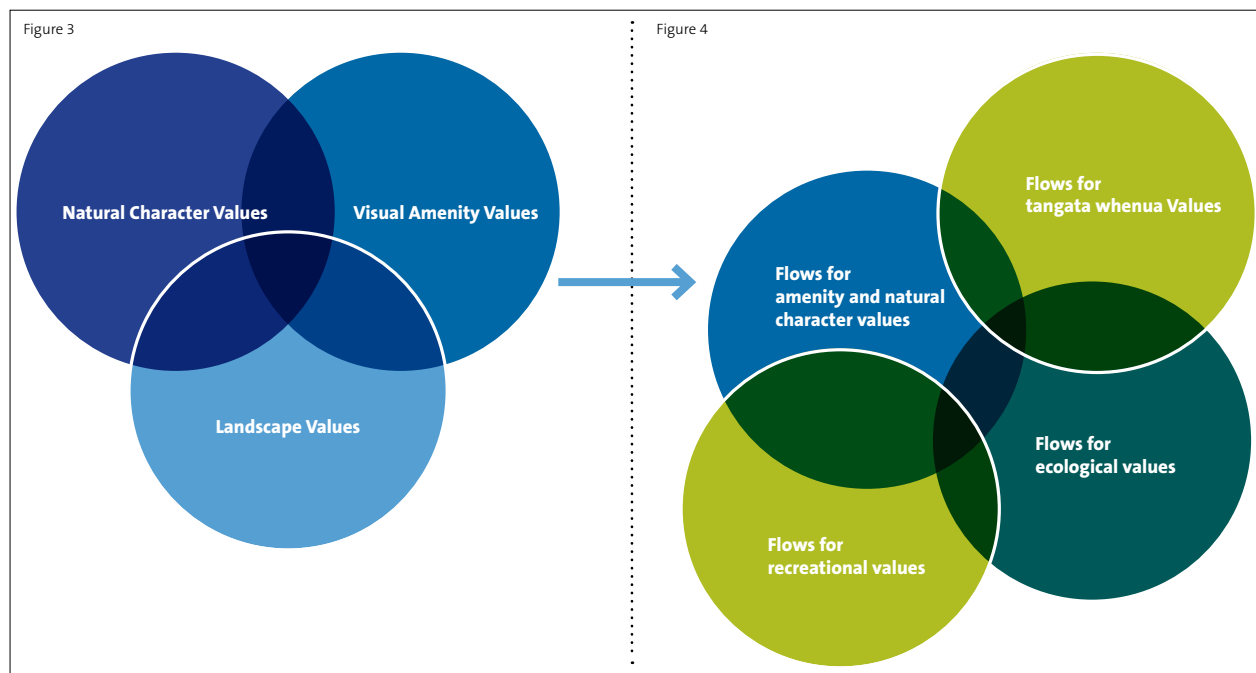 Figure 3
Natural Character Values
Visual Amenity Values
Landscape Values
Figure 4
Flows for
tangata whenua Values
Flows for
amenity and natural
character values
Flows for
ecological values
Flows for
recreational values